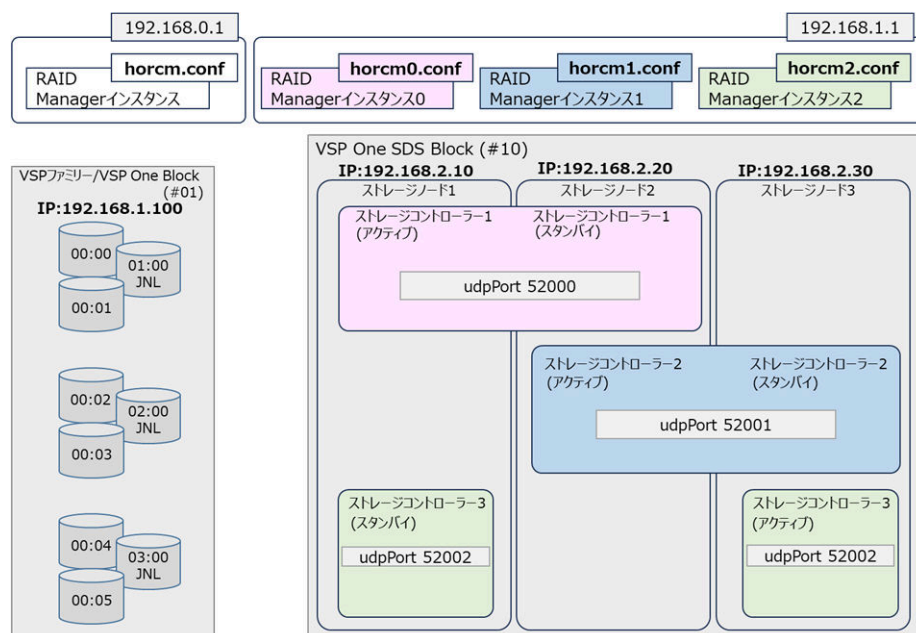 192.168.0.1
horcm.conf
RAID
Managerインスタンス
192.168.1.1
horcm0.conf
RAID
Managerインスタンス0
horcm1.conf
RAID
Managerインスタンス1
horcm2.conf
RAID
Managerインスタンス2
VSPファミリー/VSP One Block
(#01)
IP:192.168.1.100
00:00
01:00
JNL
00:01
00:02
02:00
JNL
00:03
00:04
03:00
JNL
00:05
VSP One SDS Block (#10)
IP:192.168.2.10
IP:192.168.2.20
IP:192.168.2.30
ストレージノード1
ストレージノード2
ストレージノード3
ストレージコントローラー1
(アクティブ)
ストレージコントローラー1
(スタンバイ)
udpPort 52000
ストレージコントローラー2
(アクティブ)
ストレージコントローラー2
(スタンバイ)
udpPort 52001
ストレージコントローラー3
(スタンバイ)
udpPort 52002
ストレージコントローラー3
(アクティブ)
udpPort 52002